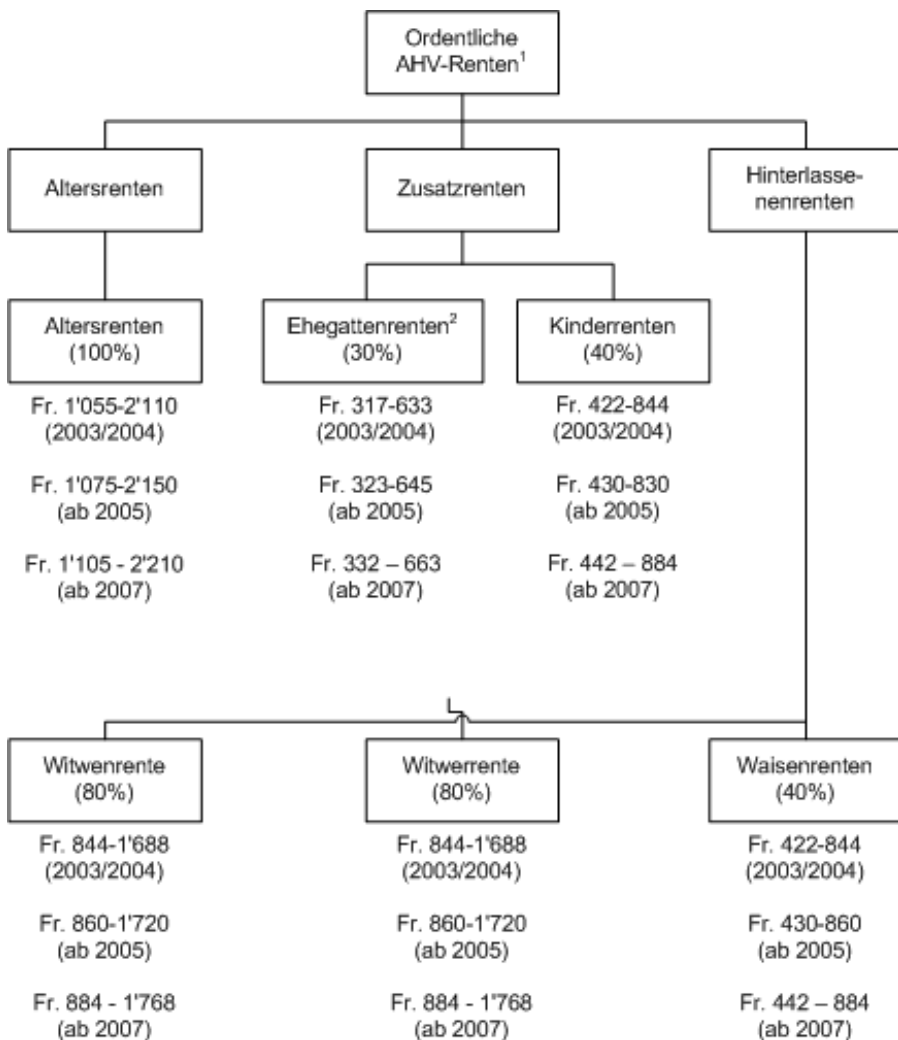 Ordentliche
AHV-Renten¹
Altersrenten
Zusatzrenten
Hinterlasse-
nenrenten
Altersrenten
(100%)
Fr. 1'055-2'110
(2003/2004)
Fr. 1'075-2'150
(ab 2005)
Fr. 1'105 - 2'210
(ab 2007)
Ehegattenrenten²
(30%)
Fr. 317-633
(2003/2004)
Fr. 323-645
(ab 2005)
Fr. 332 – 663
(ab 2007)
Kinderrenten
(40%)
Fr. 422-844
(2003/2004)
Fr. 430-830
(ab 2005)
Fr. 442 – 884
(ab 2007)
Witwenrente
(80%)
Fr. 844-1'688
(2003/2004)
Fr. 860-1'720
(ab 2005)
Fr. 884 - 1'768
(ab 2007)
Witwerrente
(80%)
Fr. 844-1'688
(2003/2004)
Fr. 860-1'720
(ab 2005)
Fr. 884 - 1'768
(ab 2007)
Waisenrenten
(40%)
Fr. 422-844
(2003/2004)
Fr. 430-860
(ab 2005)
Fr. 442 – 884
(ab 2007)